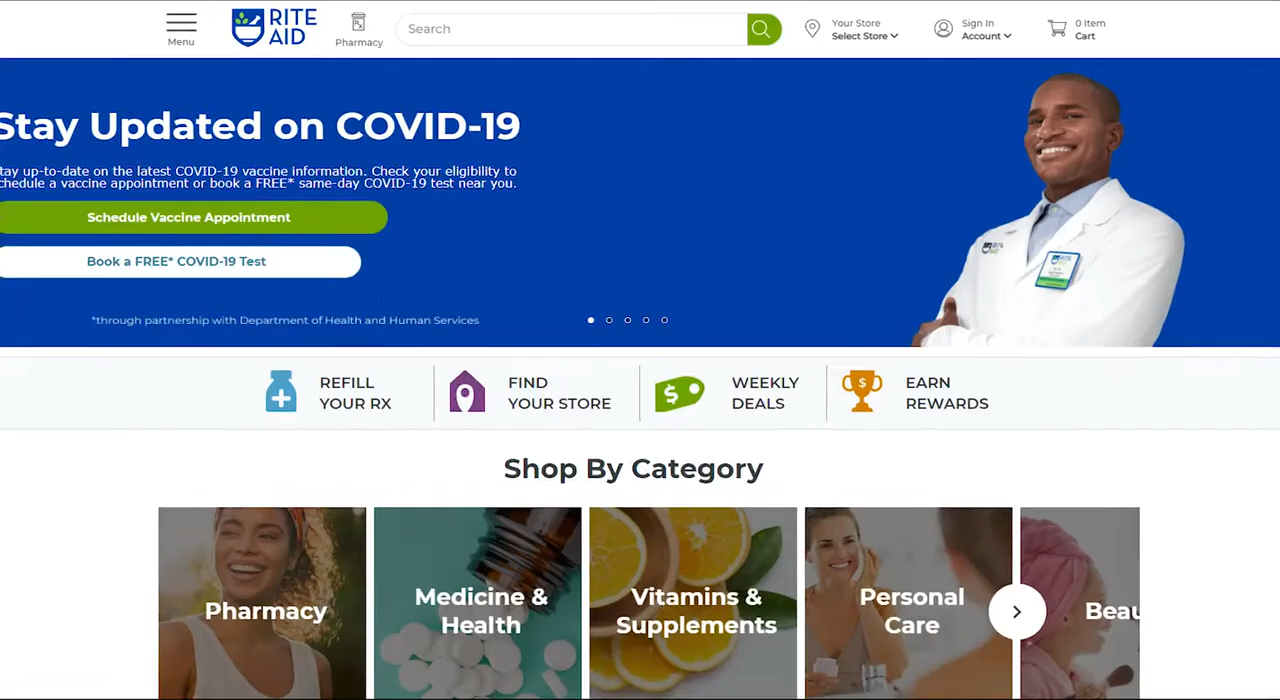 Menu
RITE
AID
Pharmacy
Search
Your Store
Select Store
Sign In
Account
0 Item
Cart
Stay Updated on COVID-19
tay up-to-date on the latest COVID-19 vaccine information. Check your eligibility to
chedule a vaccine appointment or book a FREE* same-day COVID-19 test near you.
Schedule Vaccine Appointment
Book a FREE* COVID-19 Test
*through partnership with Department of Health and Human Services
RITE
AID
REFILL
YOUR RX
FIND
YOUR STORE
$
WEEKLY
DEALS
$
EARN
REWARDS
Shop By Category
Pharmacy
Medicine &
Health
Vitamins &
Supplements
Personal
Care
Beau